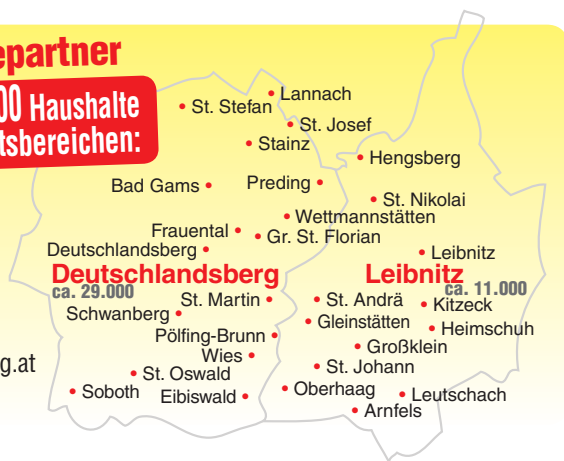 epartner
00 Haushalte
tsbereichen:
Lannach
St. Stefan
St. Josef
Stainz
Hengsberg
Bad Gams
Preding
St. Nikolai
Wettmannstätten
Frauental
Gr. St. Florian
Deutschlandsberg
Leibnitz
Deutschlandsberg
Leibnitz
ca. 29.000
ca. 11.000
St. Martin
St. Andrä
Kitzeck
Schwanberg
Gleinstätten
Heimschuh
Pölfing-Brunn
Großklein
Wies
g.at
St. Oswald
St. Johann
Soboth
Eibiswald
Oberhaag
Leutschach
Arnfels